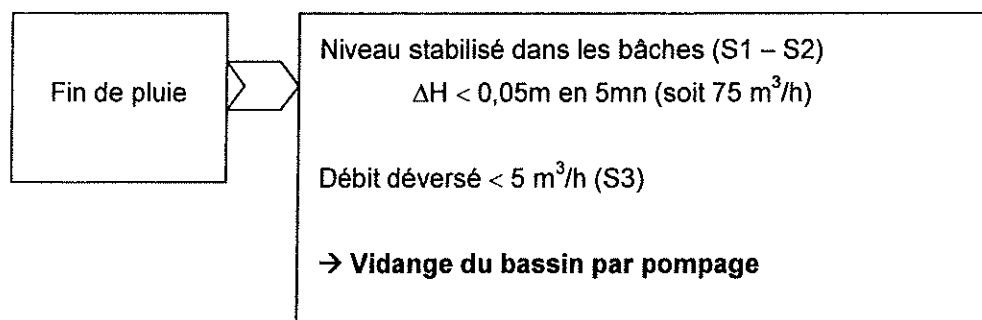 Fin de pluie
Niveau stabilisé dans les bâches (S1 – S2)
ΔH < 0,05m en 5mn (soit 75 m³/h)
Débit déversé < 5 m³/h (S3)
→ Vidange du bassin par pompage